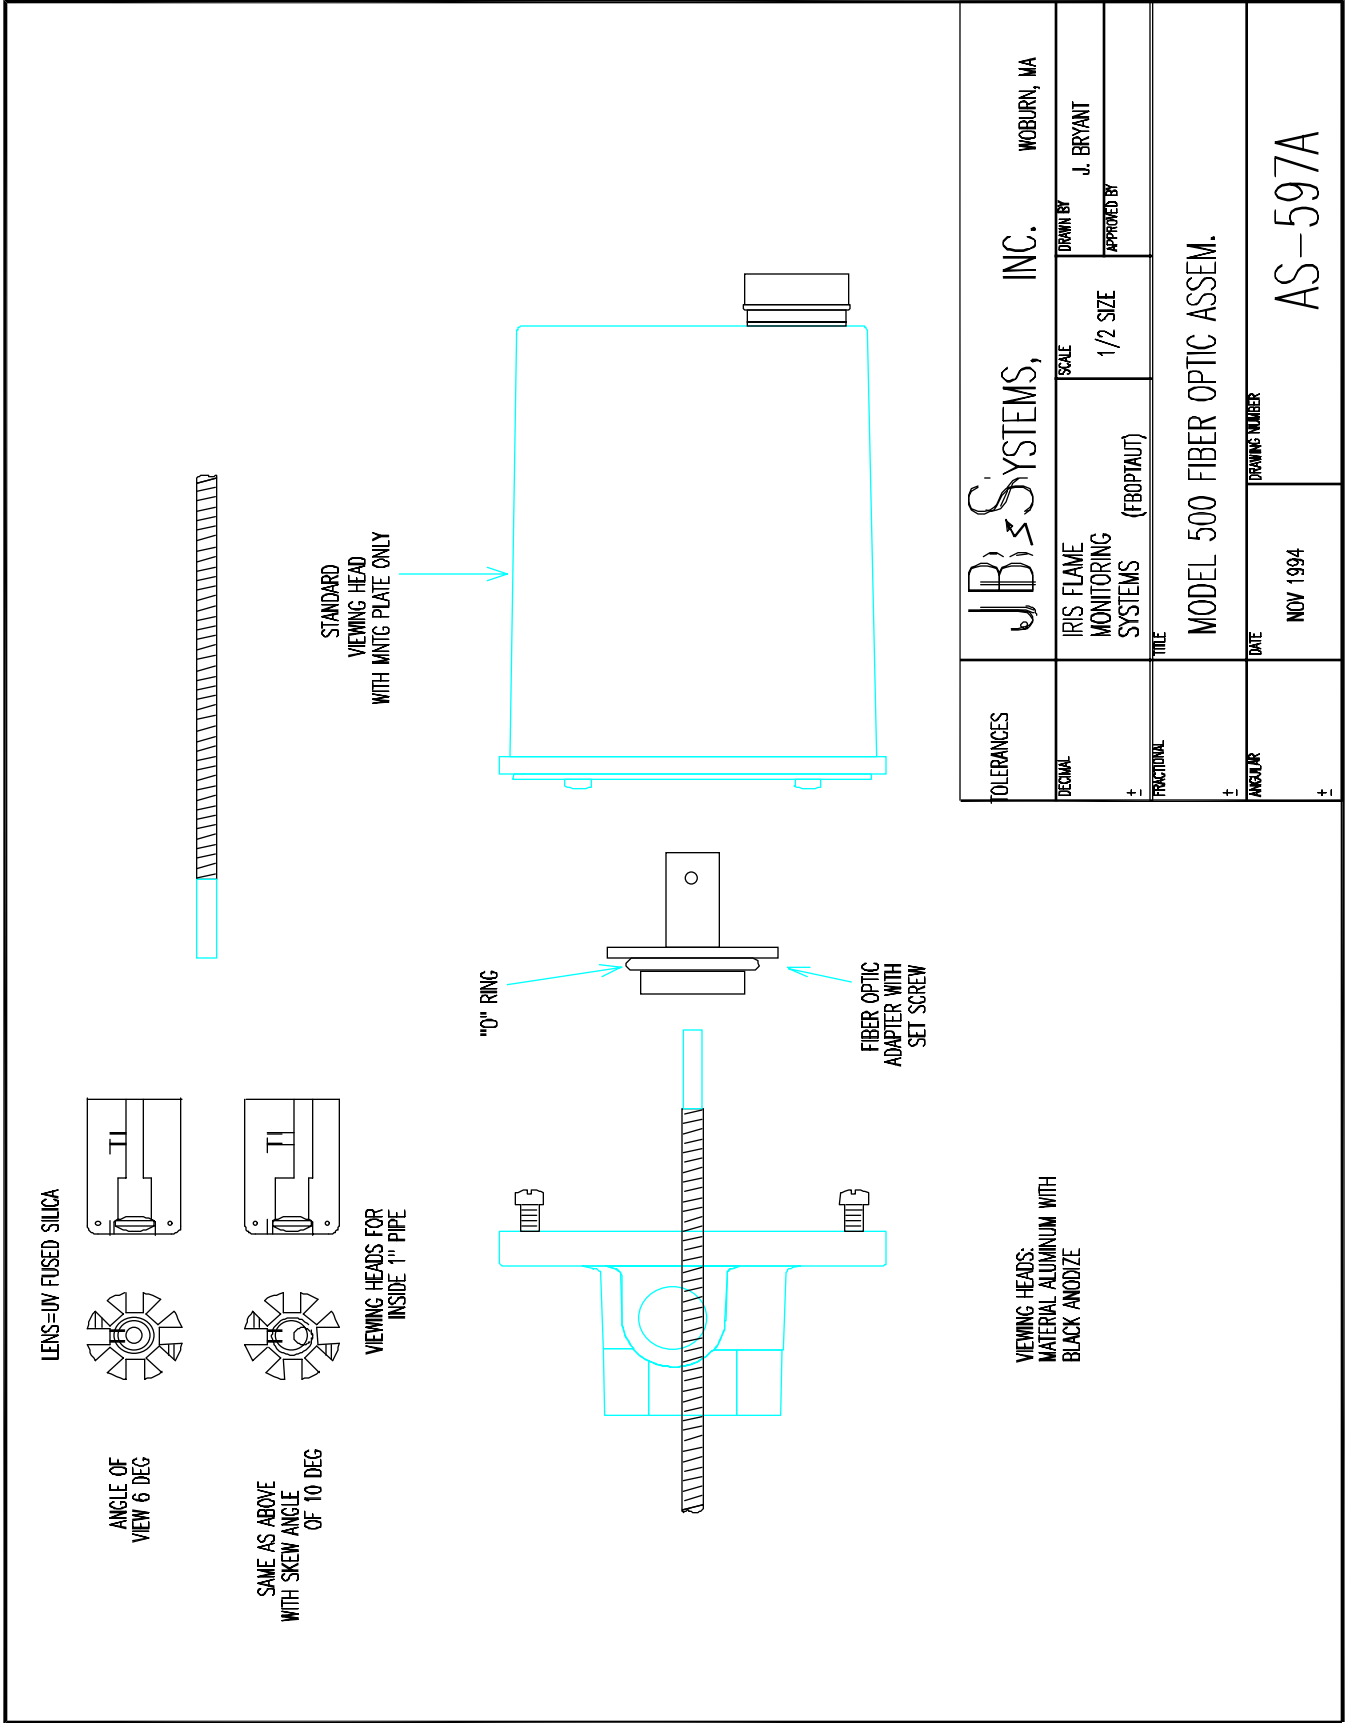 LENS=UV FUSED SILICA
ANGLE OF
VIEW 6 DEG
SAME AS ABOVE
WITH SKEW ANGLE
OF 10 DEG
VIEWING HEADS FOR
INSIDE 1" PIPE
"O" RING
STANDARD
VIEWING HEAD
WITH MNTG PLATE ONLY
FIBER OPTIC
ADAPTER WITH
SET SCREW
VIEWING HEADS:
MATERIAL ALUMINUM WITH
BLACK ANODIZE
TOLERANCES
DECIMAL
±
FRACTIONAL
±
ANGULAR
±
JB SYSTEMS, INC. WOBURN, MA
IRIS FLAME
MONITORING
SYSTEMS (FBOPTAUT)
SCALE
1/2 SIZE
DRAWN BY
J. BRYANT
APPROVED BY
TITLE
MODEL 500 FIBER OPTIC ASSEM.
DATE
NOV 1994
DRAWING NUMBER
AS-597A